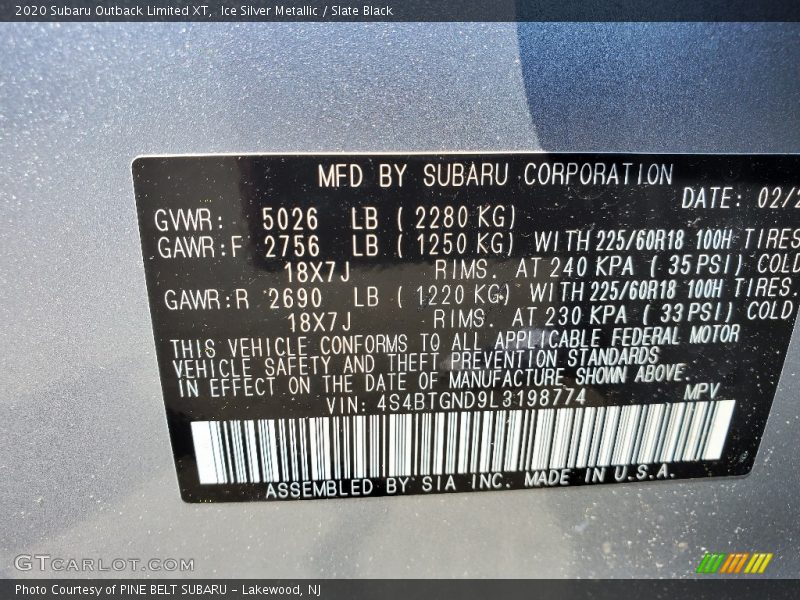 2020 Subaru Outback Limited XT, Ice Silver Metallic / Slate Black
MFD BY SUBARU CORPORATION
DATE: 02/2
GVWR: 5026 LB ( 2280 KG)
GAWR:F 2756 LB ( 1250 KG) WITH 225/60R18 100H TIRES
18X7J RIMS. AT 240 KPA ( 35 PSI) COLD
GAWR:R 2690 LB ( 1220 KG) WITH 225/60R18 100H TIRES.
18X7J RIMS. AT 230 KPA ( 33 PSI) COLD
THIS VEHICLE CONFORMS TO ALL APPLICABLE FEDERAL MOTOR
VEHICLE SAFETY AND THEFT PREVENTION STANDARDS
IN EFFECT ON THE DATE OF MANUFACTURE SHOWN ABOVE.
VIN: 4S4BTGND9L3198774 MPV
ASSEMBLED BY SIA INC. MADE IN U.S.A.
GTCARLOT.COM
Photo Courtesy of PINE BELT SUBARU - Lakewood, NJ